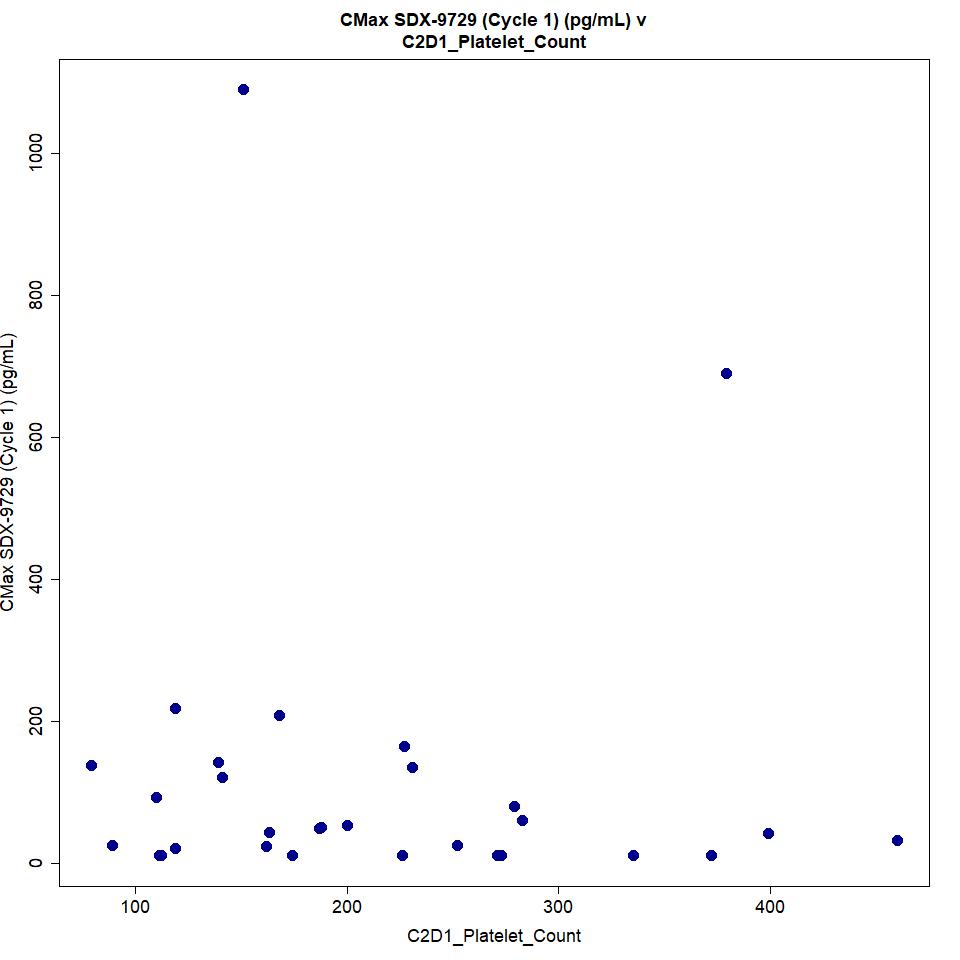 CMax SDX-9729 (Cycle 1) (pg/mL) v
C2D1_Platelet_Count
1000
800
600
400
200
0
CMax SDX-9729 (Cycle 1) (pg/mL)
100 200 300 400
C2D1_Platelet_Count